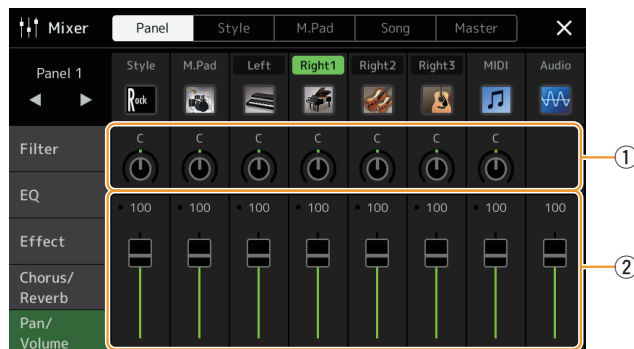 Mixer Panel Style M.Pad Song Master
Panel 1 Style M.Pad Left Right1 Right2 Right3 MIDI Audio
Rock
Filter C C C C C C C
①
EQ 100 100 100 100 100 100 100 100
Effect
②
Chorus/
Reverb
Pan/
Volume